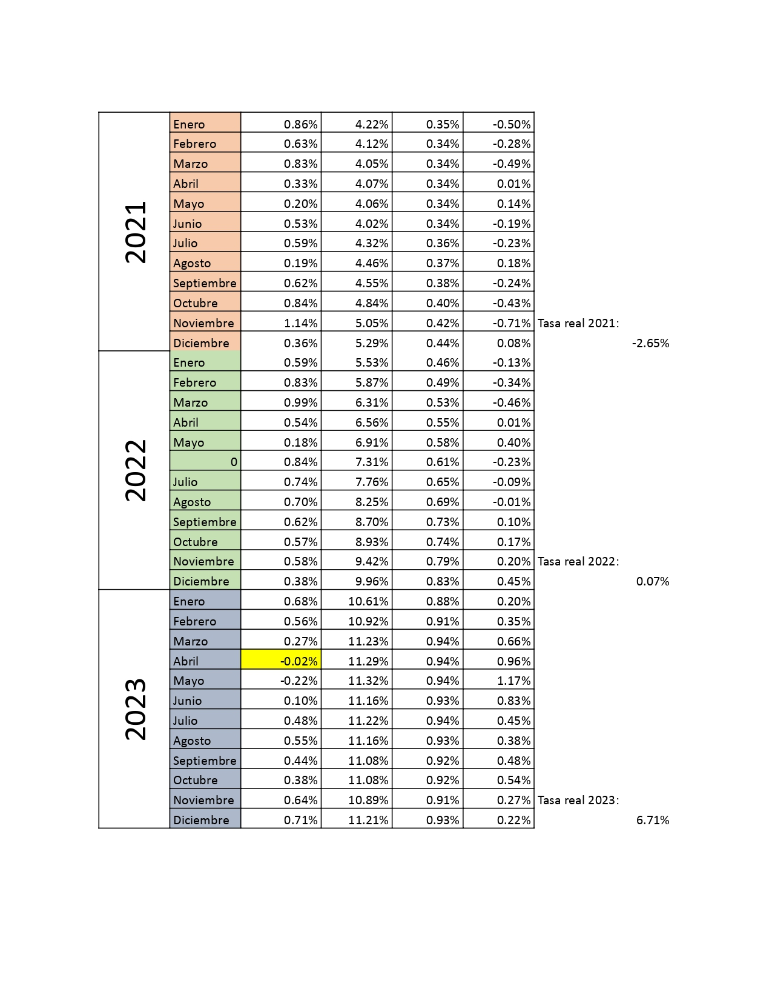 2021
Enero 0.86% 4.22% 0.35% -0.50%
Febrero 0.63% 4.12% 0.34% -0.28%
Marzo 0.83% 4.05% 0.34% -0.49%
Abril 0.33% 4.07% 0.34% 0.01%
Mayo 0.20% 4.06% 0.34% 0.14%
Junio 0.53% 4.02% 0.34% -0.19%
Julio 0.59% 4.32% 0.36% -0.23%
Agosto 0.19% 4.46% 0.37% 0.18%
Septiembre 0.62% 4.55% 0.38% -0.24%
Octubre 0.84% 4.84% 0.40% -0.43%
Noviembre 1.14% 5.05% 0.42% -0.71% Tasa real 2021:
Diciembre 0.36% 5.29% 0.44% 0.08% -2.65%
2022
Enero 0.59% 5.53% 0.46% -0.13%
Febrero 0.83% 5.87% 0.49% -0.34%
Marzo 0.99% 6.31% 0.53% -0.46%
Abril 0.54% 6.56% 0.55% 0.01%
Mayo 0.18% 6.91% 0.58% 0.40%
0 0.84% 7.31% 0.61% -0.23%
Julio 0.74% 7.76% 0.65% -0.09%
Agosto 0.70% 8.25% 0.69% -0.01%
Septiembre 0.62% 8.70% 0.73% 0.10%
Octubre 0.57% 8.93% 0.74% 0.17%
Noviembre 0.58% 9.42% 0.79% 0.20% Tasa real 2022:
Diciembre 0.38% 9.96% 0.83% 0.45% 0.07%
2023
Enero 0.68% 10.61% 0.88% 0.20%
Febrero 0.56% 10.92% 0.91% 0.35%
Marzo 0.27% 11.23% 0.94% 0.66%
Abril -0.02% 11.29% 0.94% 0.96%
Mayo -0.22% 11.32% 0.94% 1.17%
Junio 0.10% 11.16% 0.93% 0.83%
Julio 0.48% 11.22% 0.94% 0.45%
Agosto 0.55% 11.16% 0.93% 0.38%
Septiembre 0.44% 11.08% 0.92% 0.48%
Octubre 0.38% 11.08% 0.92% 0.54%
Noviembre 0.64% 10.89% 0.91% 0.27% Tasa real 2023:
Diciembre 0.71% 11.21% 0.93% 0.22% 6.71%